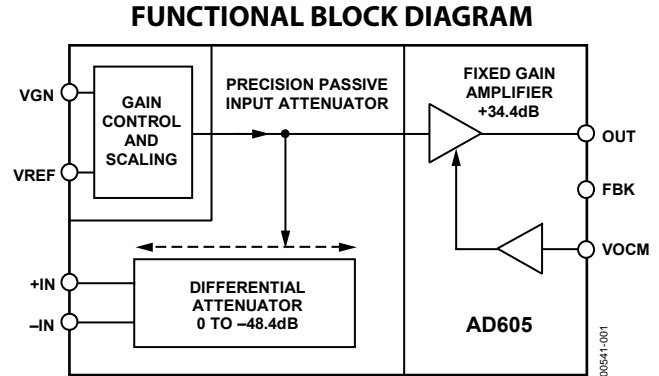 FUNCTIONAL BLOCK DIAGRAM
VGN
VREF
GAIN
CONTROL
AND
SCALING
PRECISION PASSIVE
INPUT ATTENUATOR
FIXED GAIN
AMPLIFIER
+34.4dB
OUT
FBK
VOCM
+IN
–IN
DIFFERENTIAL
ATTENUATOR
0 TO –48.4dB
AD605
00541-001